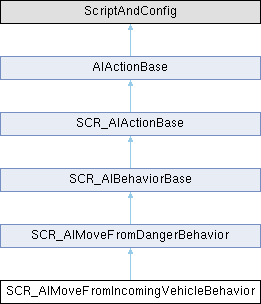 ScriptAndConfig
AIActionBase
SCR_AIActionBase
SCR_AIBehaviorBase
SCR_AIMoveFromDangerBehavior
SCR_AIMoveFromIncomingVehicleBehavior